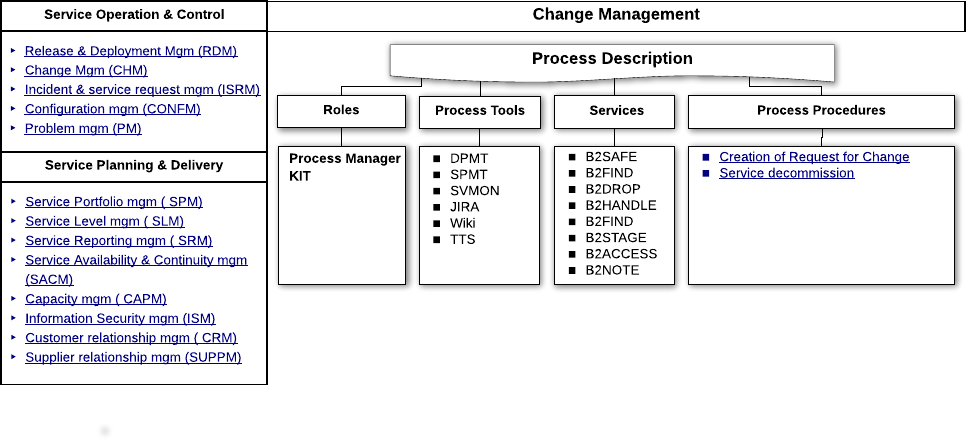 Service Operation & Control
Release & Deployment Mgm (RDM)
Change Mgm (CHM)
Incident & service request mgm (ISRM)
Configuration mgm (CONFM)
Problem mgm (PM)
Service Planning & Delivery
Service Portfolio mgm ( SPM)
Service Level mgm ( SLM)
Service Reporting mgm ( SRM)
Service Availability & Continuity mgm
(SACM)
Capacity mgm ( CAPM)
Information Security mgm (ISM)
Customer relationship mgm ( CRM)
Supplier relationship mgm (SUPPM)
Change Management
Process Description
Roles
Process Manager
KIT
Process Tools
DPMT
SPMT
SVMON
JIRA
Wiki
TTS
Services
B2SAFE
B2FIND
B2DROP
B2HANDLE
B2FIND
B2STAGE
B2ACCESS
B2NOTE
Process Procedures
Creation of Request for Change
Service decommission